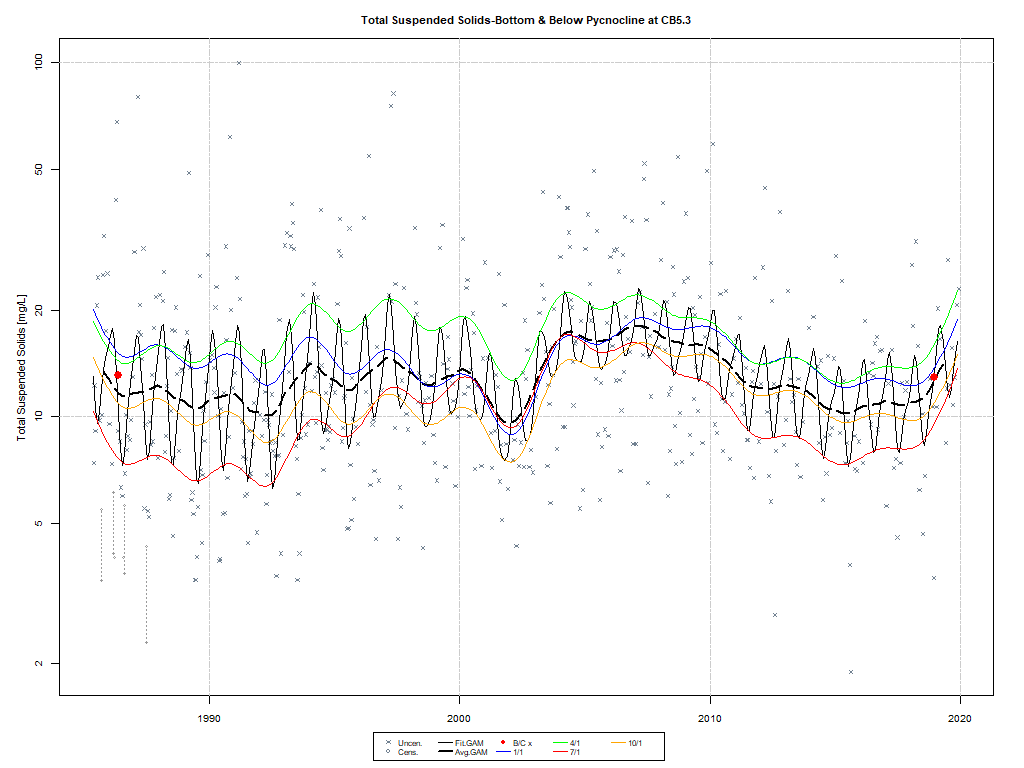 Total Suspended Solids-Bottom & Below Pycnocline at CB5.3
Total Suspended Solids [mg/L]
100
50
20
10
5
2
1990 2000 2010 2020
Uncen. Fit.GAM B/C x 4/1 10/1
Cens. Avg.GAM 1/1 7/1